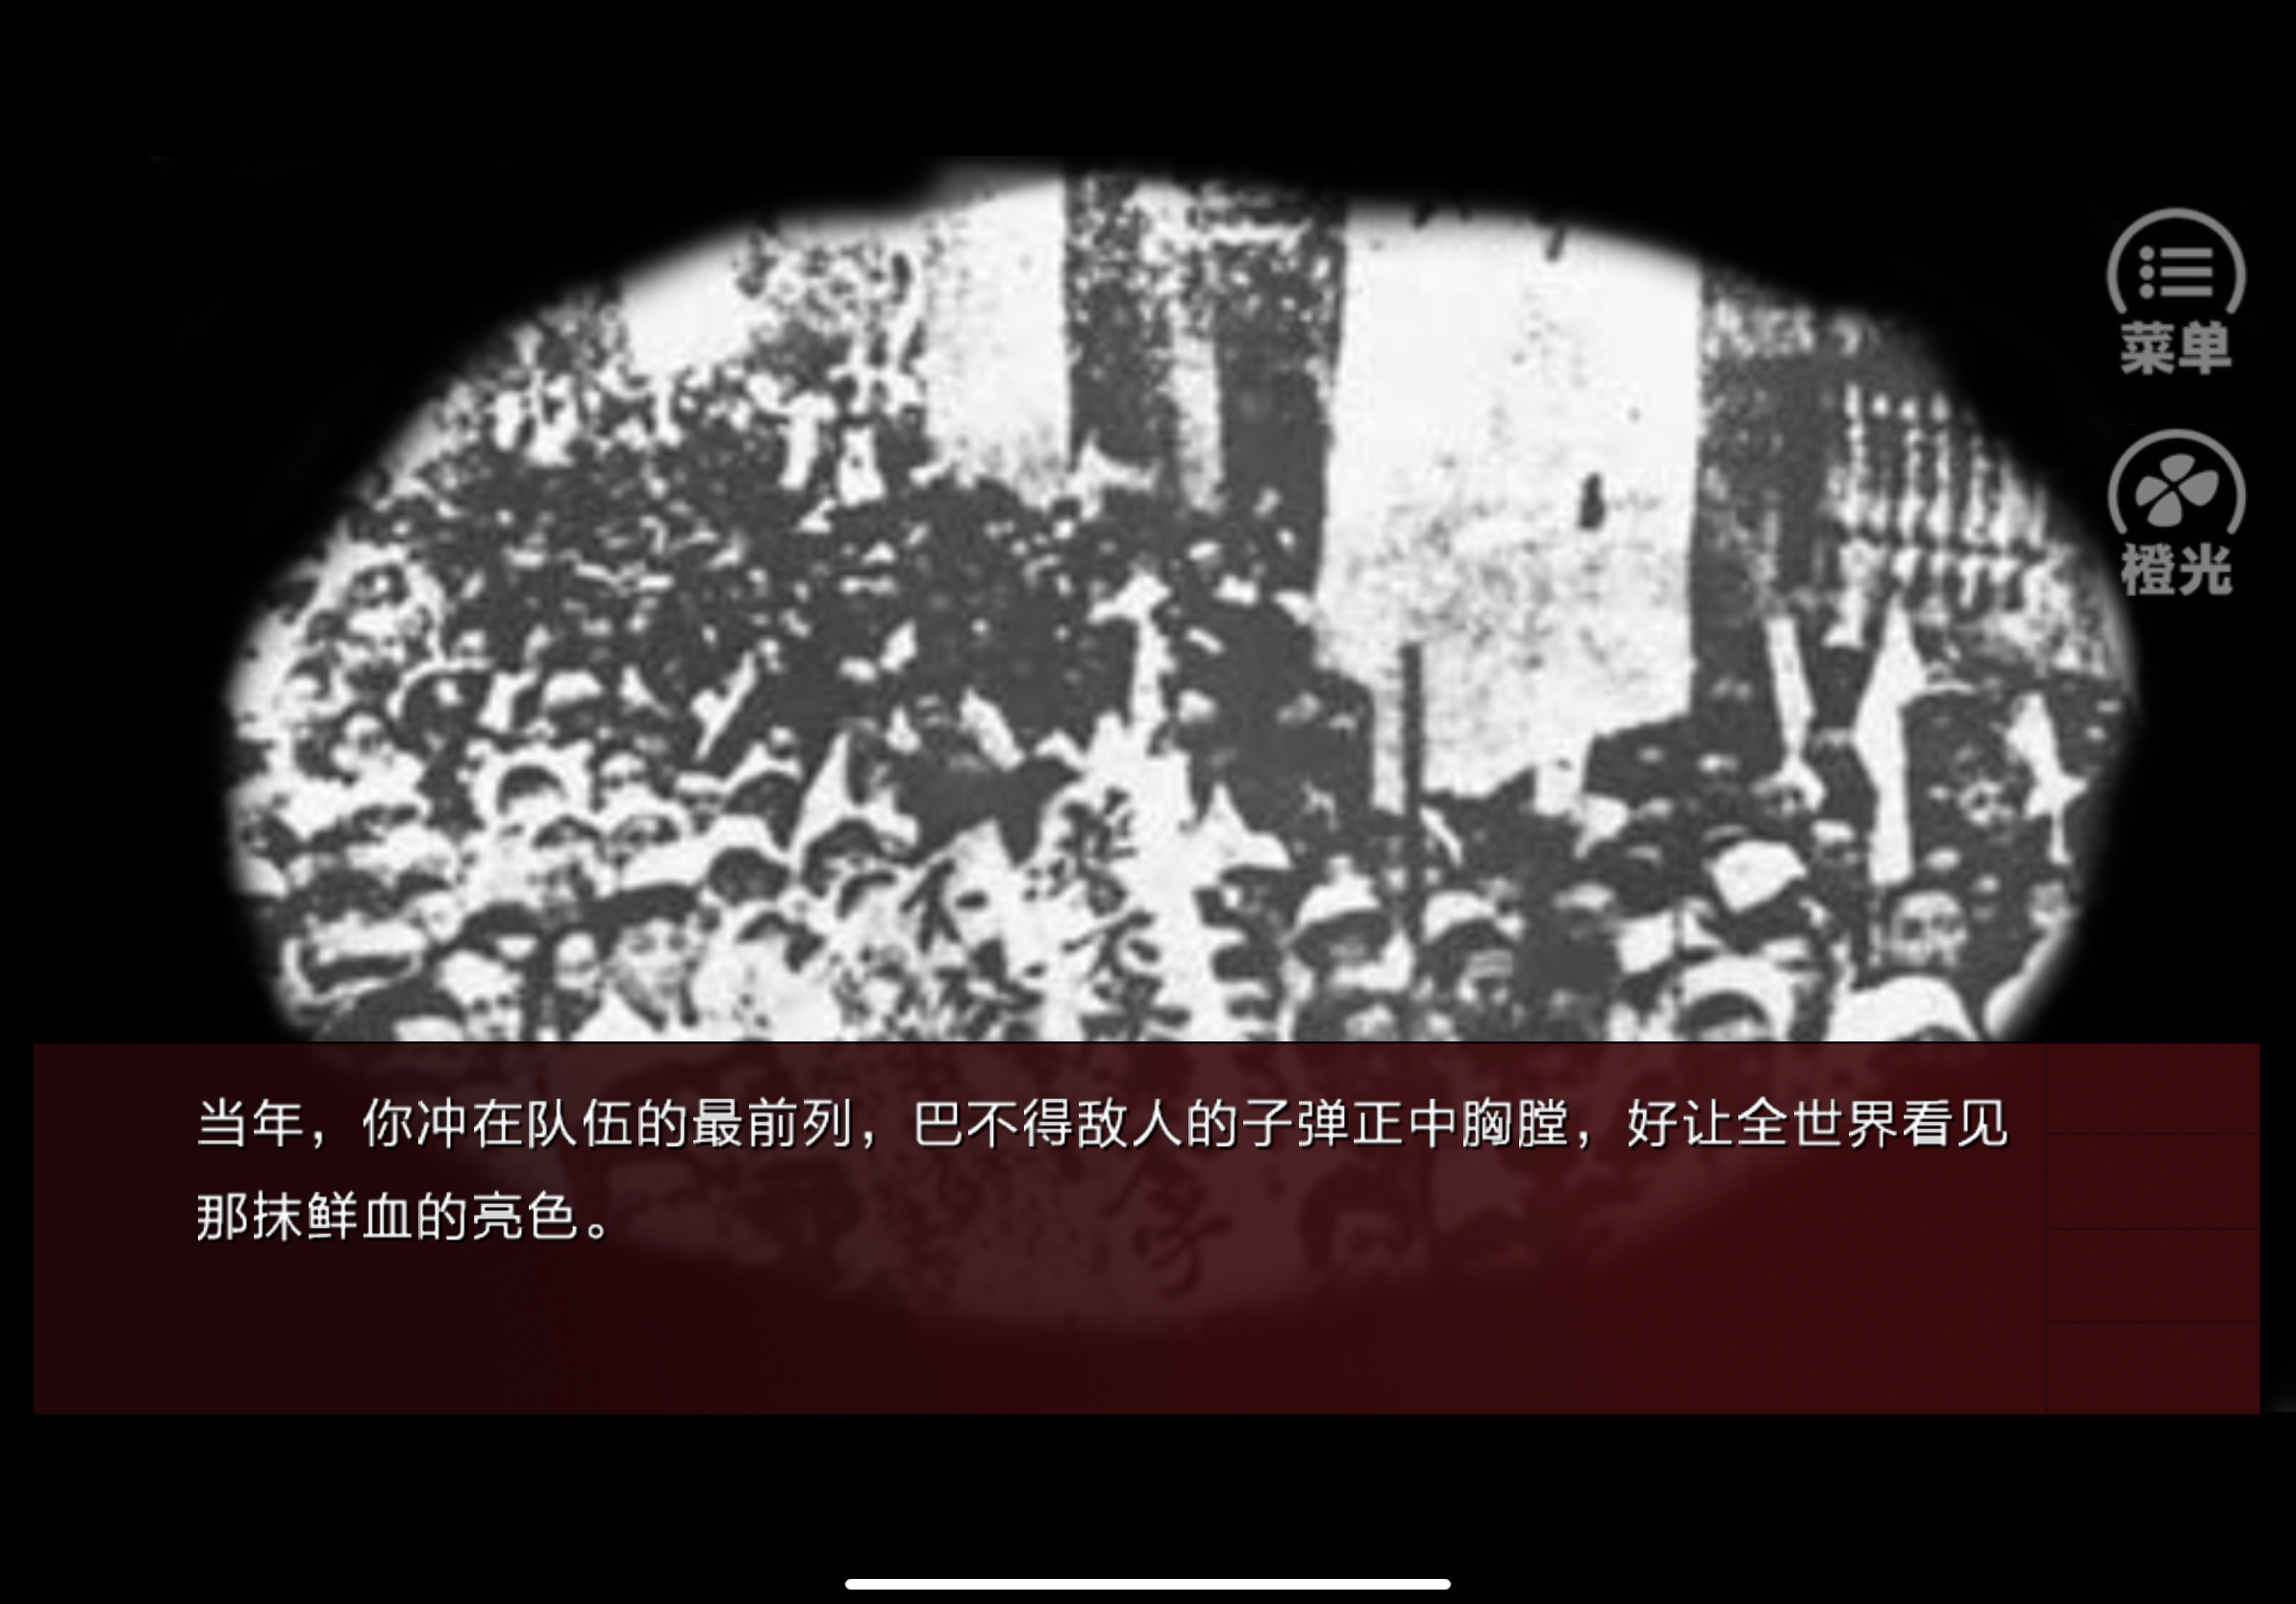 菜单
橙光
当年，你冲在队伍的最前列，巴不得敌人的子弹正中胸膛，好让全世界看见
那抹鲜血的亮色。